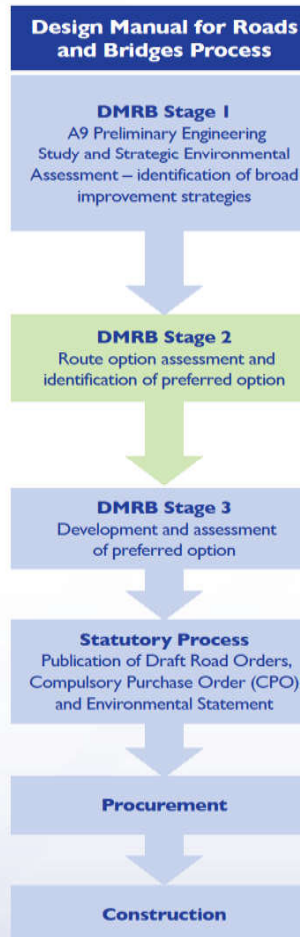 Design Manual for Roads
and Bridges Process
DMRB Stage 1
A9 Preliminary Engineering
Study and Strategic Environmental
Assessment – identification of broad
improvement strategies
DMRB Stage 2
Route option assessment and
identification of preferred option
DMRB Stage 3
Development and assessment
of preferred option
Statutory Process
Publication of Draft Road Orders,
Compulsory Purchase Order (CPO)
and Environmental Statement
Procurement
Construction